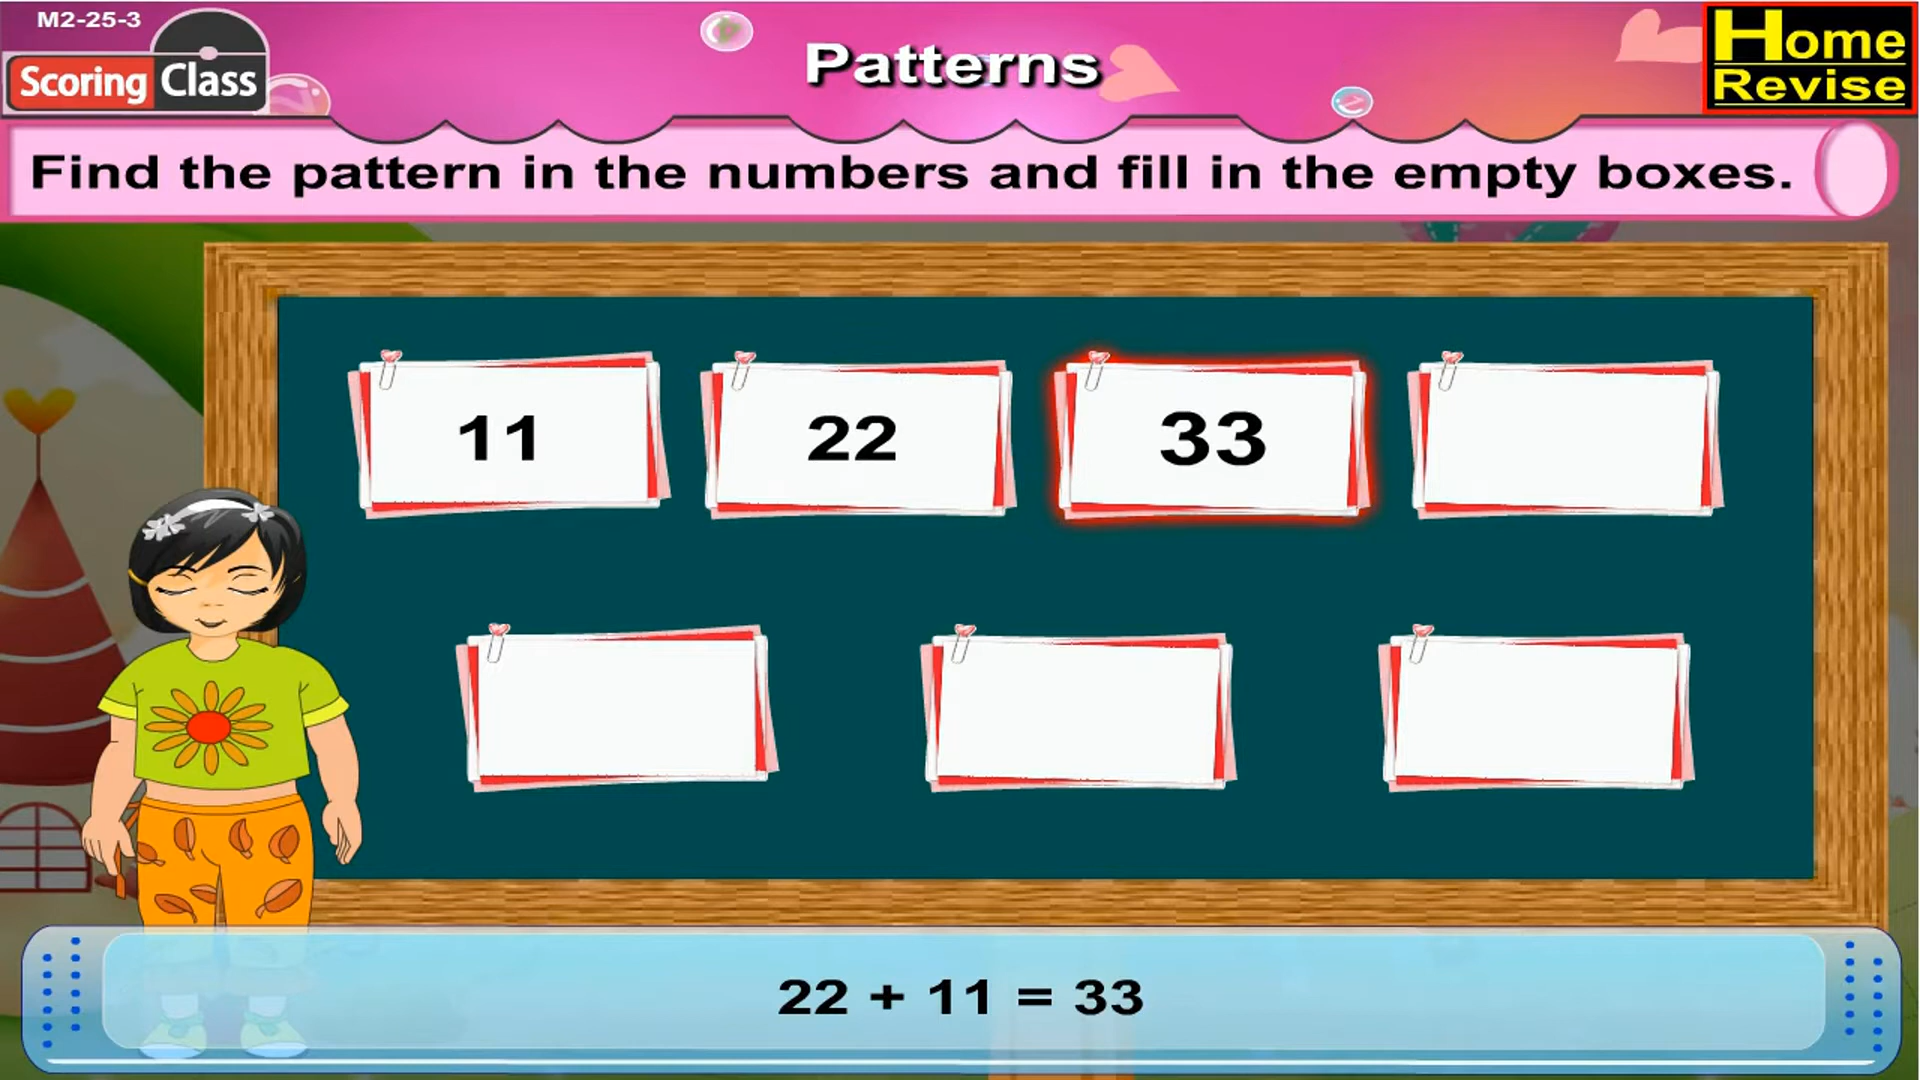 M2-25-3
Scoring Class
Patterns
Home
Revise
Find the pattern in the numbers and fill in the empty boxes.
11 22 33
22 + 11 = 33